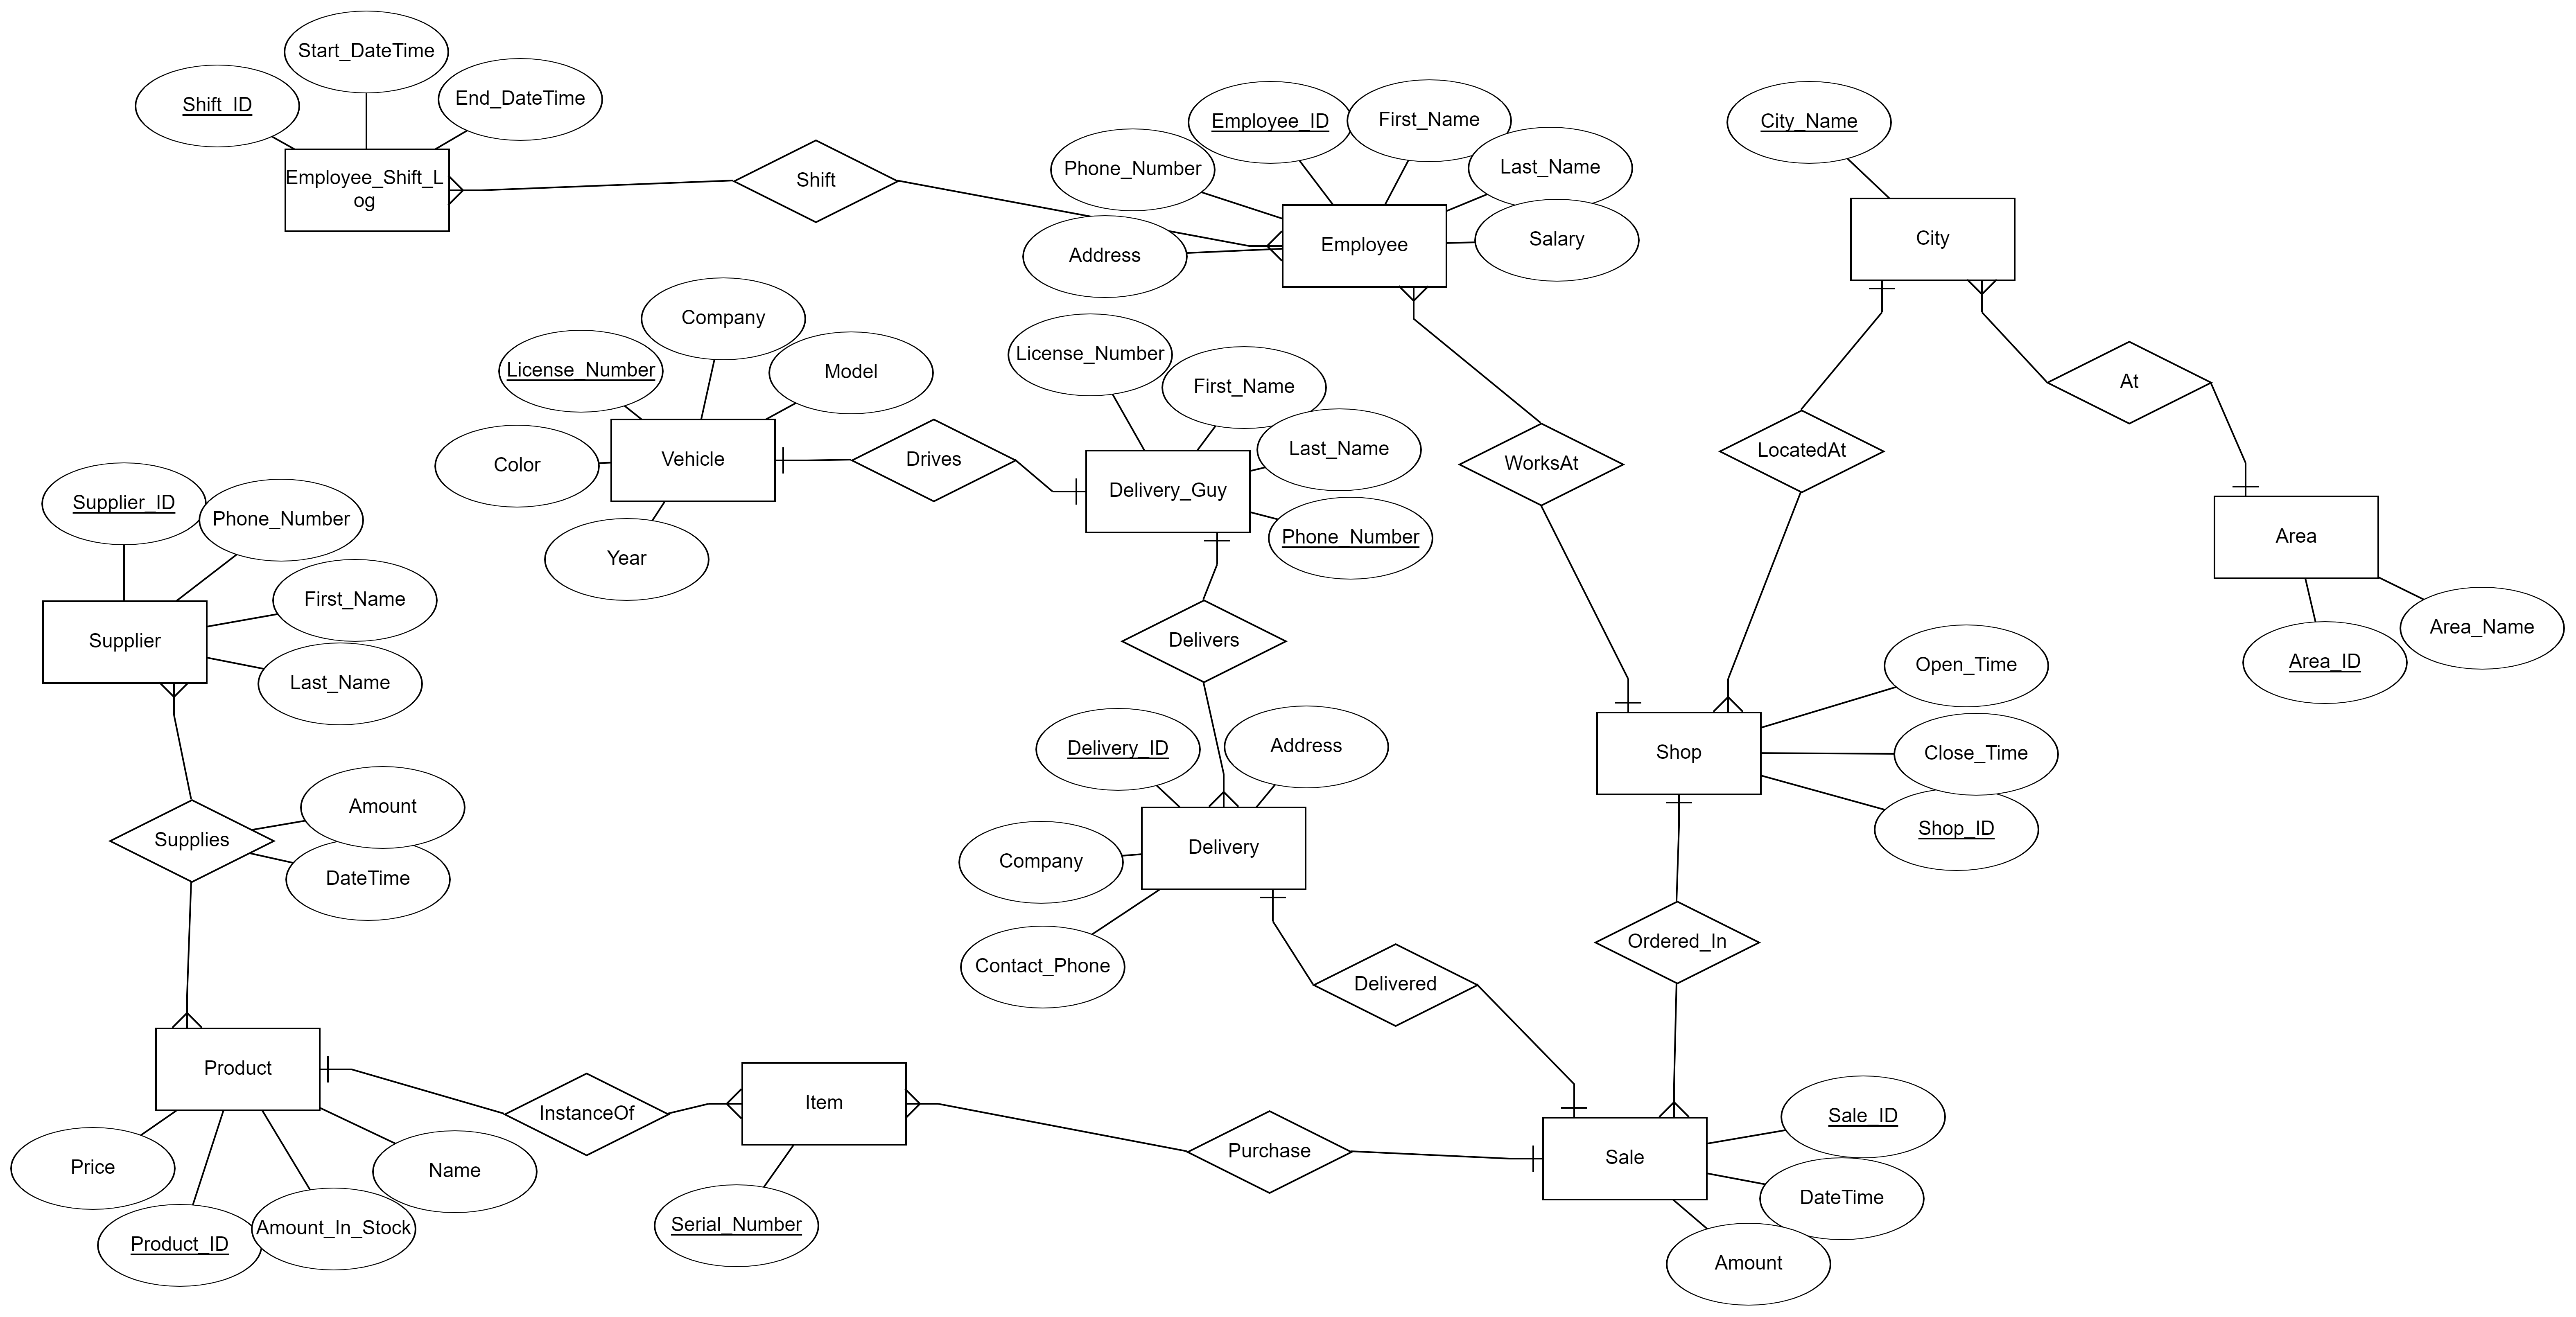 Start_DateTime
Shift_ID
End_DateTime
Employee_Shift_L
og
Shift
Employee_ID
First_Name
Phone_Number
Last_Name
Address
Employee
Salary
City_Name
City
At
LocatedAt
WorksAt
Area
Area_Name
Area_ID
Company
License_Number
Model
Color
Vehicle
Year
Drives
License_Number
First_Name
Last_Name
Delivery_Guy
Phone_Number
Supplier_ID
Phone_Number
First_Name
Supplier
Last_Name
Delivers
Delivery_ID
Address
Company
Delivery
Contact_Phone
Open_Time
Shop
Close_Time
Shop_ID
Amount
Supplies
DateTime
Ordered_In
Delivered
Product
InstanceOf
Item
Purchase
Sale
Sale_ID
DateTime
Amount
Price
Name
Product_ID
Amount_In_Stock
Serial_Number